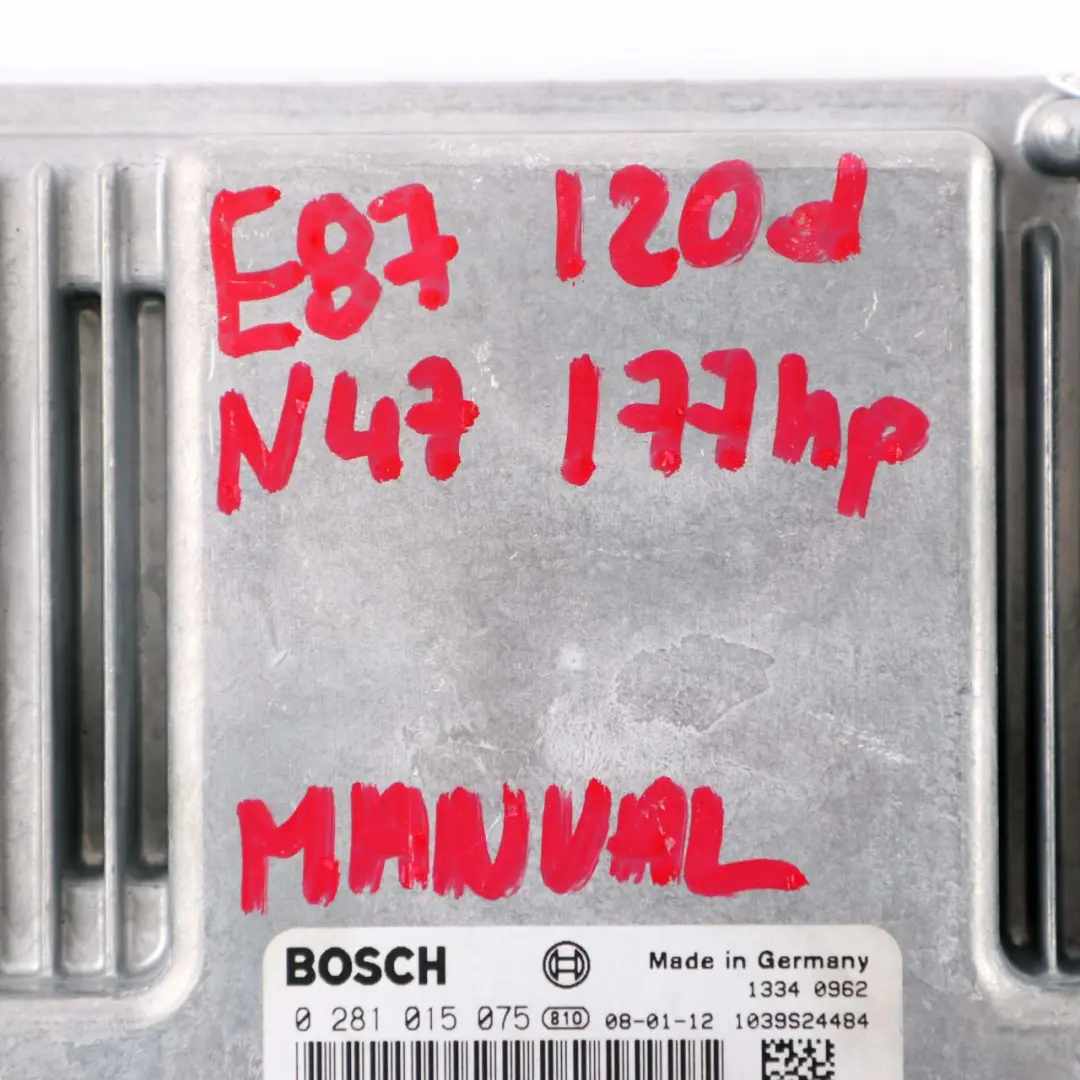 E87 120d
N47 177hp
MANUAL
BOSCH Made in Germany
1334 0962
0 281 015 075 810 08-01-12 1039S24484